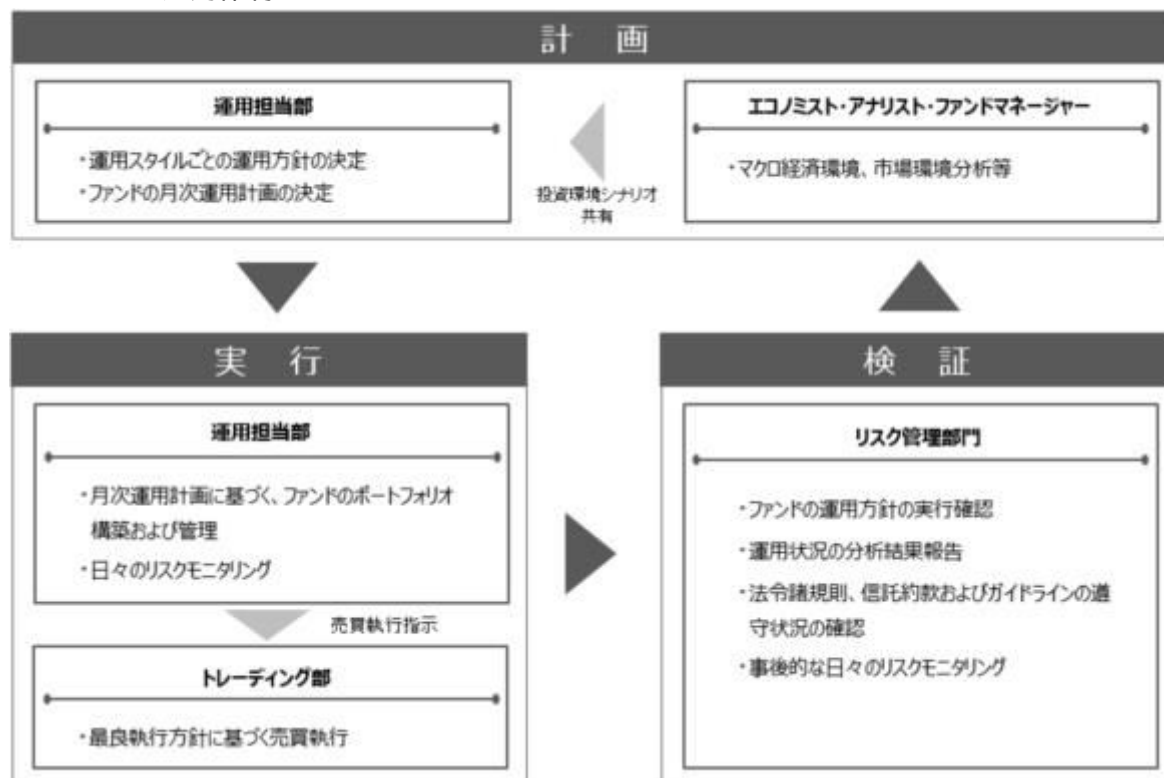 計 画
運用担当部
・運用スタイルごとの運用方針の決定
・ファンドの月次運用計画の決定
投資環境シナリオ
共有
エコノミスト・アナリスト・ファンドマネージャー
・マクロ経済環境、市場環境分析等
実 行
運用担当部
・月次運用計画に基づく、ファンドのポートフォリオ
構築および管理
・日々のリスクモニタリング
売買執行指示
トレーディング部
・最良執行方針に基づく売買執行
検 証
リスク管理部門
・ファンドの運用方針の実行確認
・運用状況の分析結果報告
・法令諸規則、信託約款およびガイドラインの遵
守状況の確認
・事後的な日々のリスクモニタリング